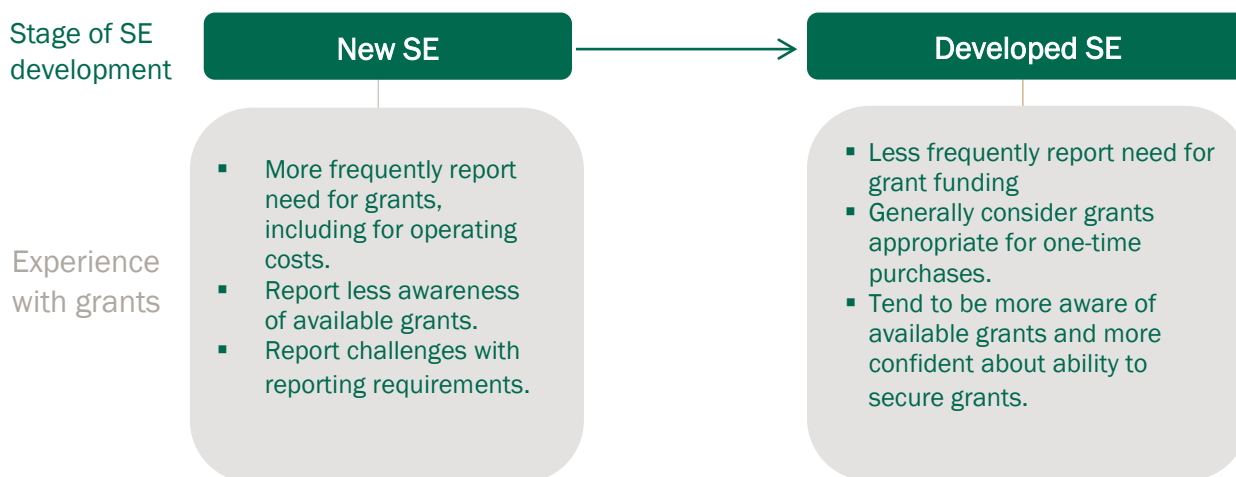 Stage of SE
development
New SE
Developed SE
Experience
with grants
▪ More frequently report
need for grants,
including for operating
costs.
▪ Report less awareness
of available grants.
▪ Report challenges with
reporting requirements.
▪ Less frequently report need for
grant funding
▪ Generally consider grants
appropriate for one-time
purchases.
▪ Tend to be more aware of
available grants and more
confident about ability to
secure grants.